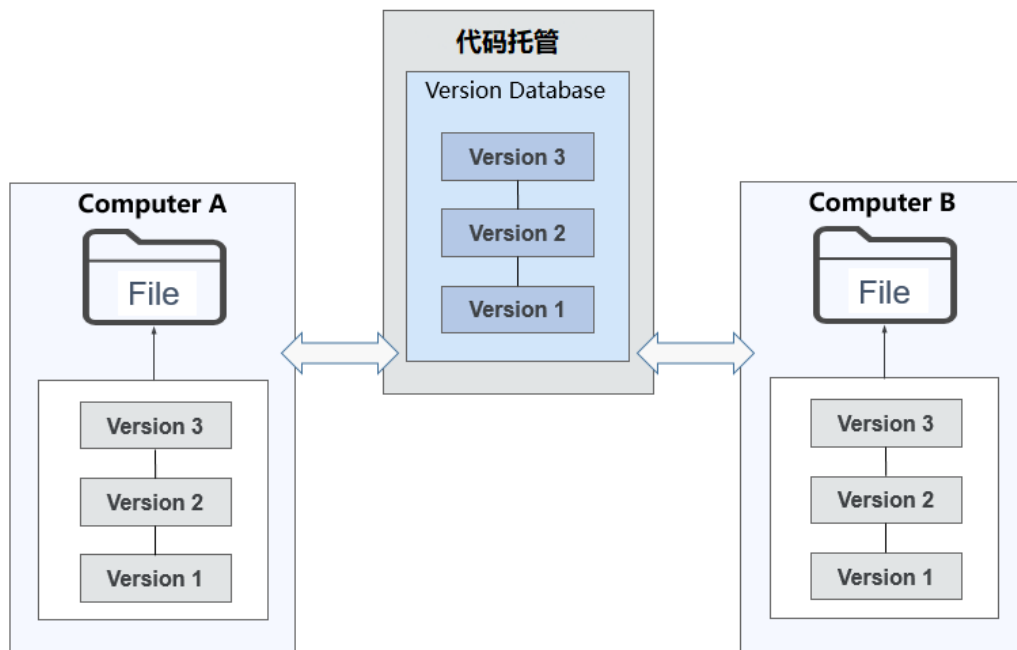 代码托管
Version Database
Version 3
Version 2
Version 1
Computer A
File
Version 3
Version 2
Version 1
Computer B
File
Version 3
Version 2
Version 1